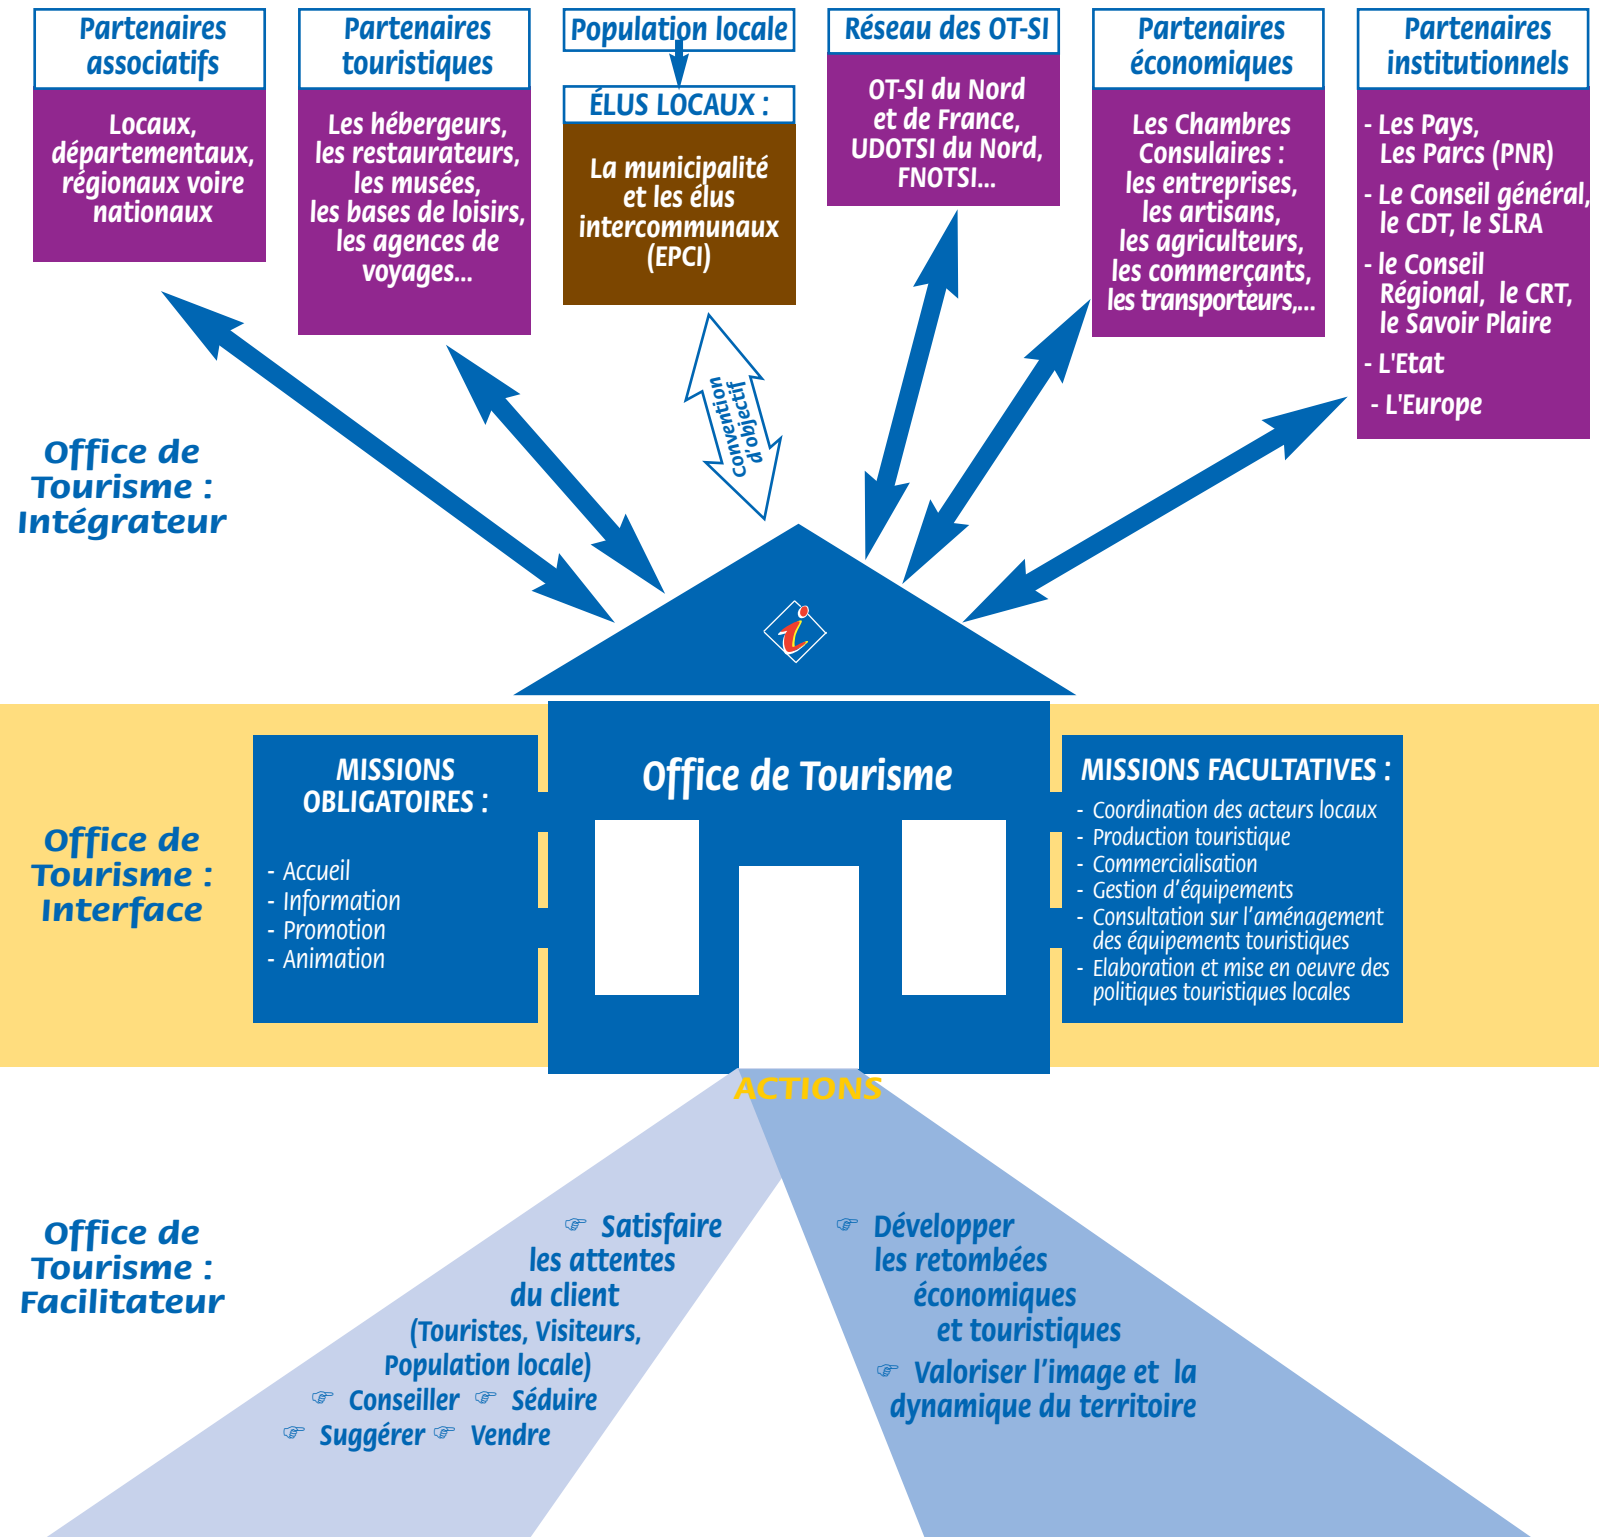 Partenaires
associatifs
Locaux,
départementaux,
régionaux voire
nationaux
Partenaires
touristiques
Les hébergeurs,
les restaurateurs,
les musées,
les bases de loisirs,
les agences de
voyages...
Population locale
ÉLUS LOCAUX :
La municipalité
et les élus
intercommunaux
(EPCI)
Réseau des OT-SI
OT-SI du Nord
et de France,
UDOTSI du Nord,
FNOTSI...
Partenaires
économiques
Les Chambres
Consulaires :
les entreprises,
les artisans,
les agriculteurs,
les commerçants,
les transporteurs,...
Partenaires
institutionnels
- Les Pays,
Les Parcs (PNR)
- Le Conseil général,
le CDT, le SLRA
- le Conseil
Régional, le CRT,
le Savoir Plaire
- L'Etat
- L'Europe
Convention
d'objectif
Office de
Tourisme :
Intégrateur
i
Office de
Tourisme :
Interface
MISSIONS
OBLIGATOIRES :
- Accueil
- Information
- Promotion
- Animation
Office de Tourisme
MISSIONS FACULTATIVES :
- Coordination des acteurs locaux
- Production touristique
- Commercialisation
- Gestion d’équipements
- Consultation sur l’aménagement
des équipements touristiques
- Elaboration et mise en oeuvre des
politiques touristiques locales
ACTIONS
Office de
Tourisme :
Facilitateur
☞ Satisfaire
les attentes
du client
(Touristes, Visiteurs,
Population locale)
☞ Conseiller ☞ Séduire
☞ Suggérer ☞ Vendre
☞ Développer
les retombées
économiques
et touristiques
☞ Valoriser l’image et la
dynamique du territoire